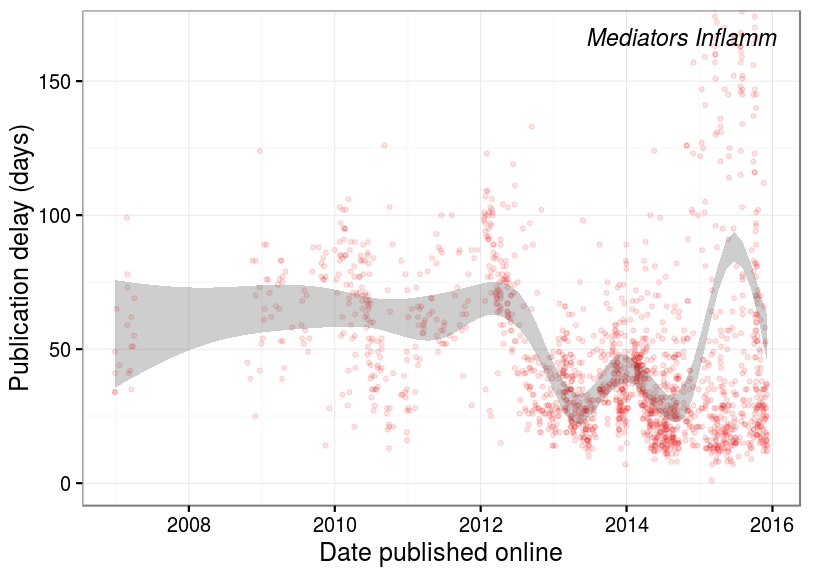 Mediators Inflamm
Publication delay (days)
150
100
50
0
2008 2010 2012 2014 2016
Date published online